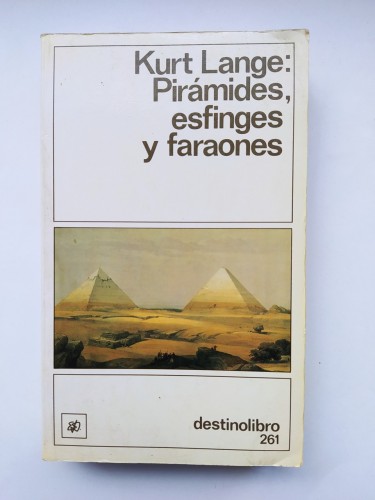 Kurt Lange:
Pirámides,
esfinges
y faraones
destinolibro
261